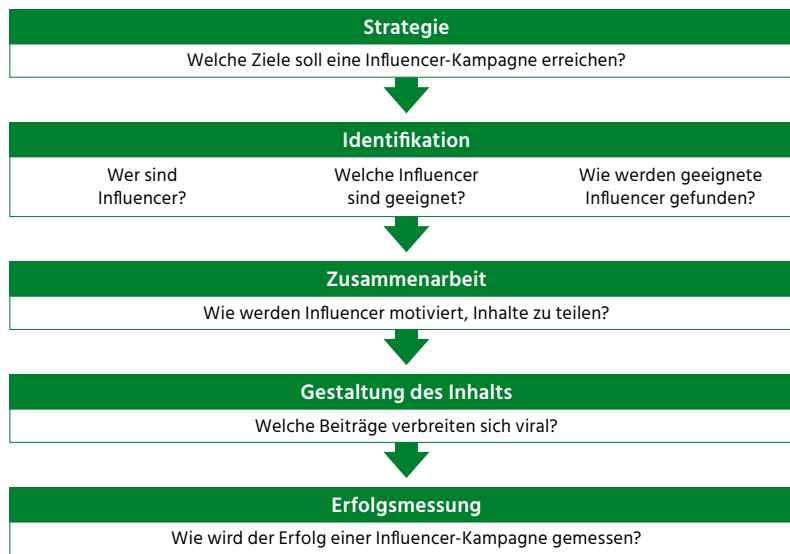 Strategie
Welche Ziele soll eine Influencer-Kampagne erreichen?
Identifikation
Wer sind
Influencer?
Welche Influencer
sind geeignet?
Wie werden geeignete
Influencer gefunden?
Zusammenarbeit
Wie werden Influencer motiviert, Inhalte zu teilen?
Gestaltung des Inhalts
Welche Beiträge verbreiten sich viral?
Erfolgsmessung
Wie wird der Erfolg einer Influencer-Kampagne gemessen?